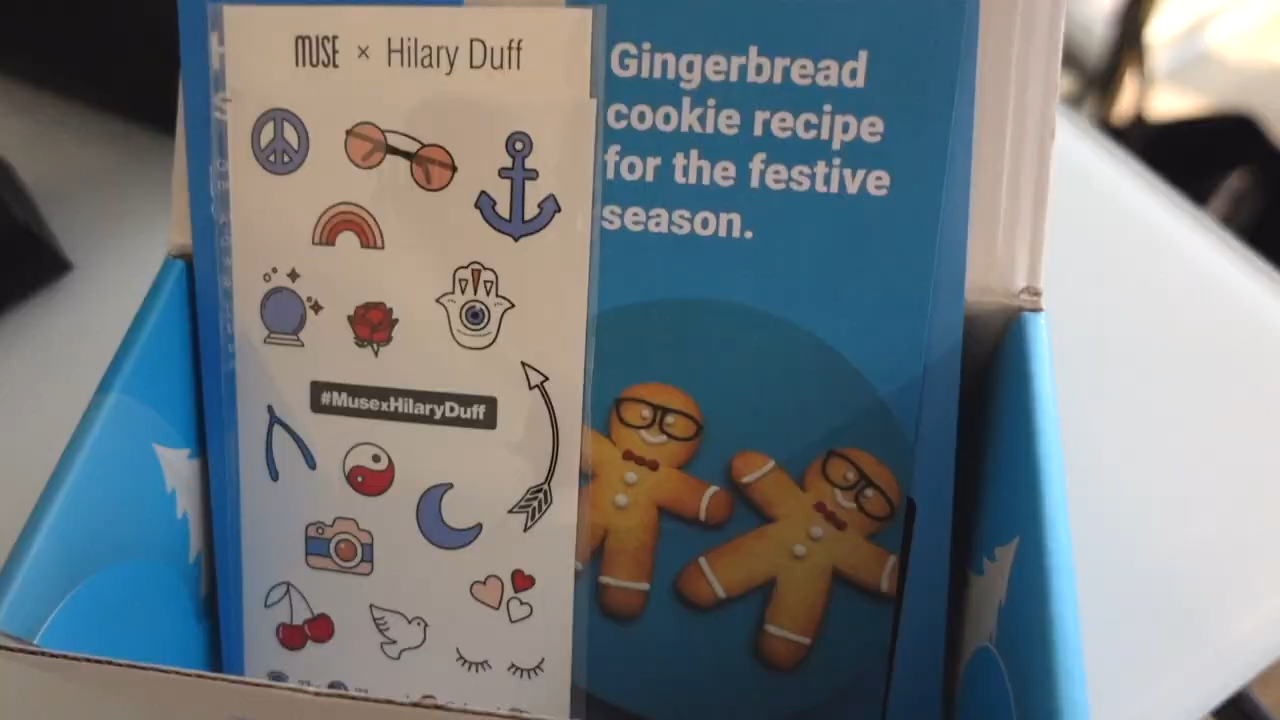 MUSE × Hilary Duff
#MusexHilaryDuff
Gingerbread
cookie recipe
for the festive
season.